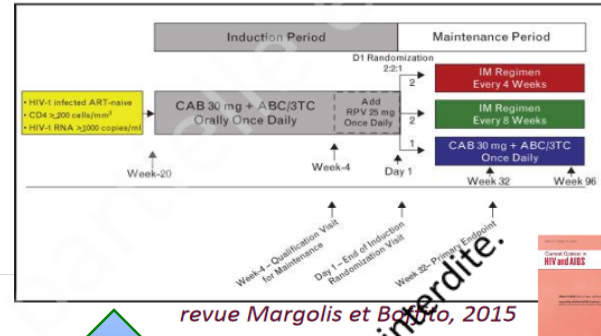 Induction Period
Maintenance Period
D1 Randomization
2:2:1
• HIV-1 infected ART-naive
• CD4 ≥200 cells/mm³
• HIV-1 RNA ≥1000 copies/ml
CAB 30 mg + ABC/3TC
Orally Once Daily
Add
RPV 25 mg
Once Daily
2
2
1
IM Regimen
Every 4 Weeks
IM Regimen
Every 8 Weeks
CAB 30 mg + ABC/3TC
Once Daily
Week-20
Week-4
Day 1
Week 32
Week 96
Week-4–Qualification Visit
for Maintenance
Day 1–End of Induction
Randomization Visit
Week 32–Primary Endpoint
interdite.
revue Margolis et
2015
HIV and AIDS